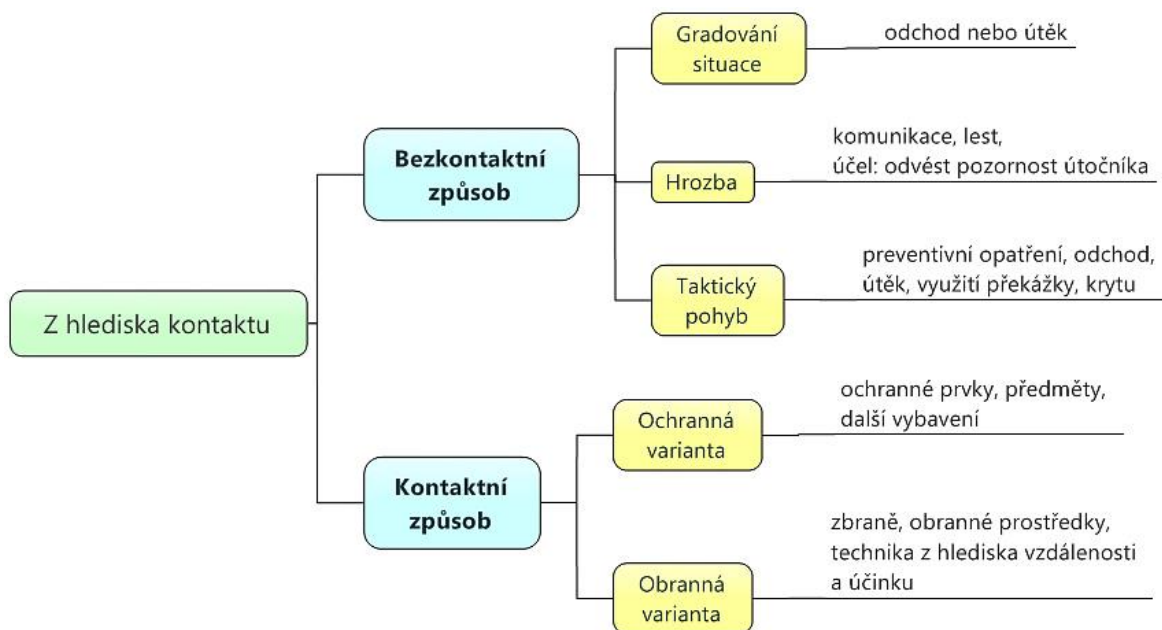 Z hlediska kontaktu
Bezkontaktní
způsob
Gradování
situace
odchod nebo útěk
Hrozba
komunikace, lest,
účel: odvést pozornost útočníka
Taktický
pohyb
preventivní opatření, odchod,
útěk, využití překážky, krytu
Kontaktní
způsob
Ochranná
varianta
ochranné prvky, předměty,
další vybavení
Obranná
varianta
zbraně, obranné prostředky,
technika z hlediska vzdálenosti
a účinku